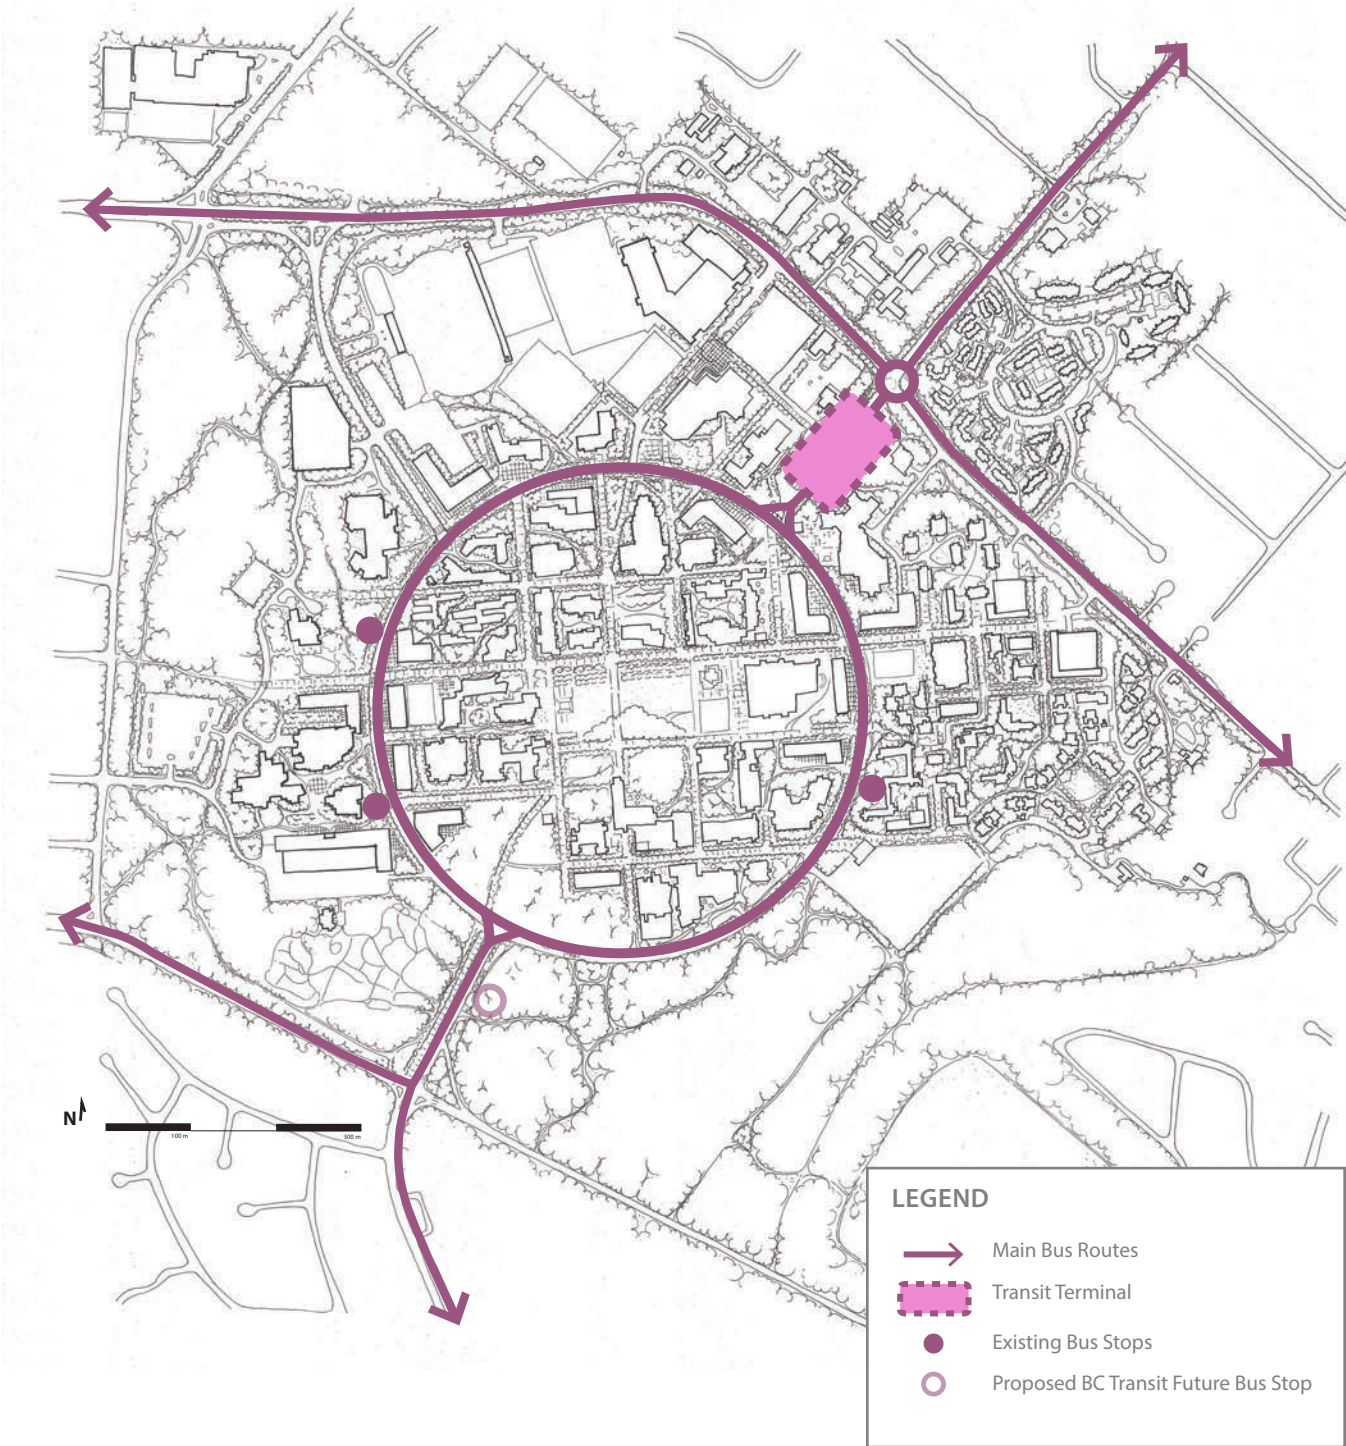 N
100 m
300 m
LEGEND
Main Bus Routes
Transit Terminal
Existing Bus Stops
Proposed BC Transit Future Bus Stop